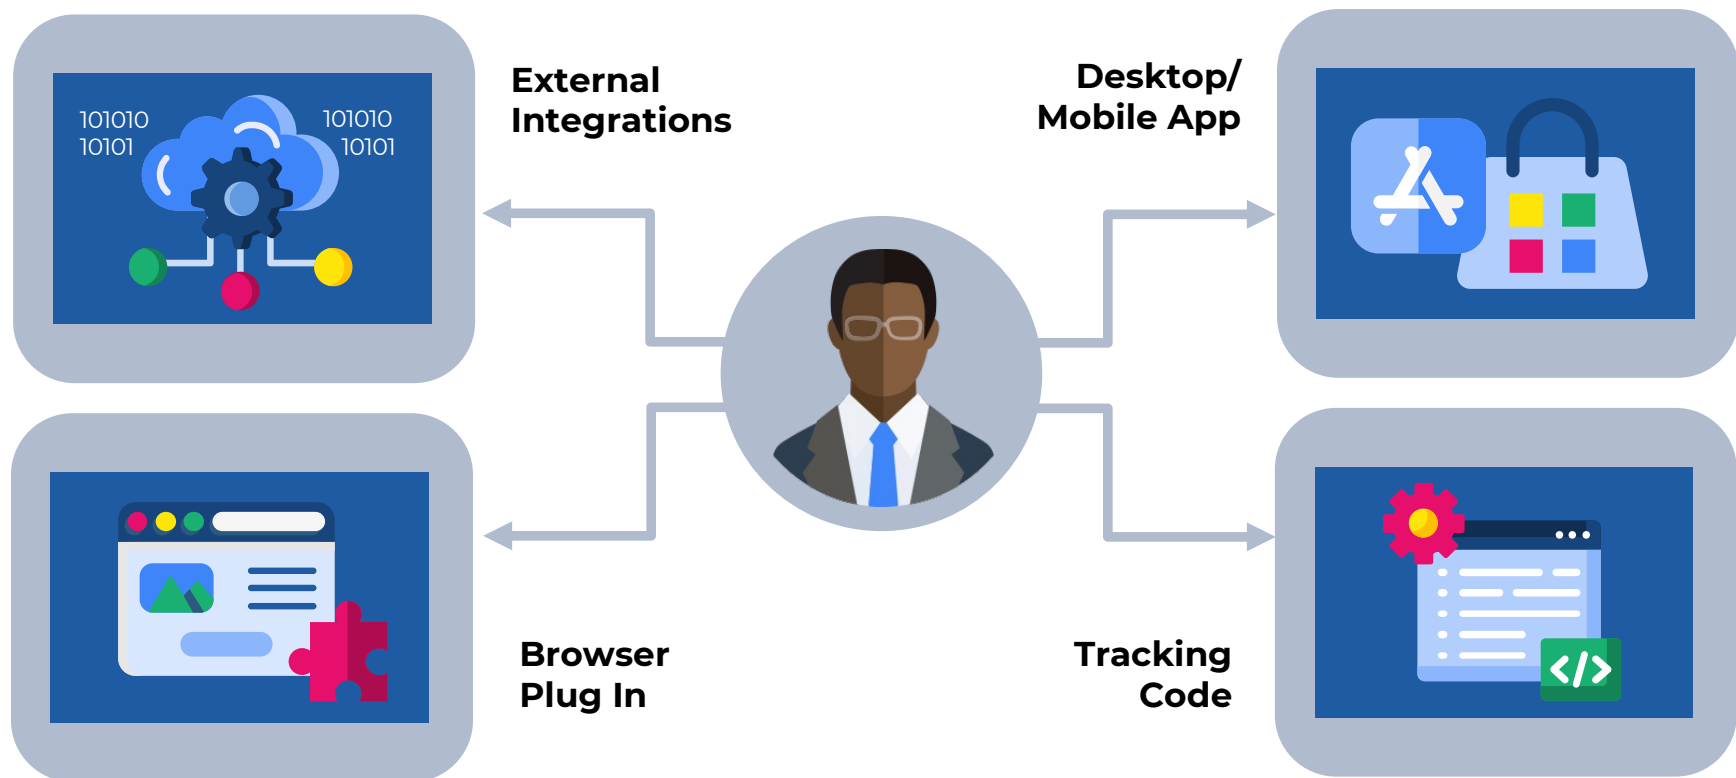 101010
10101
101010
10101
External
Integrations
Desktop/
Mobile App
Browser
Plug In
Tracking
Code
</>